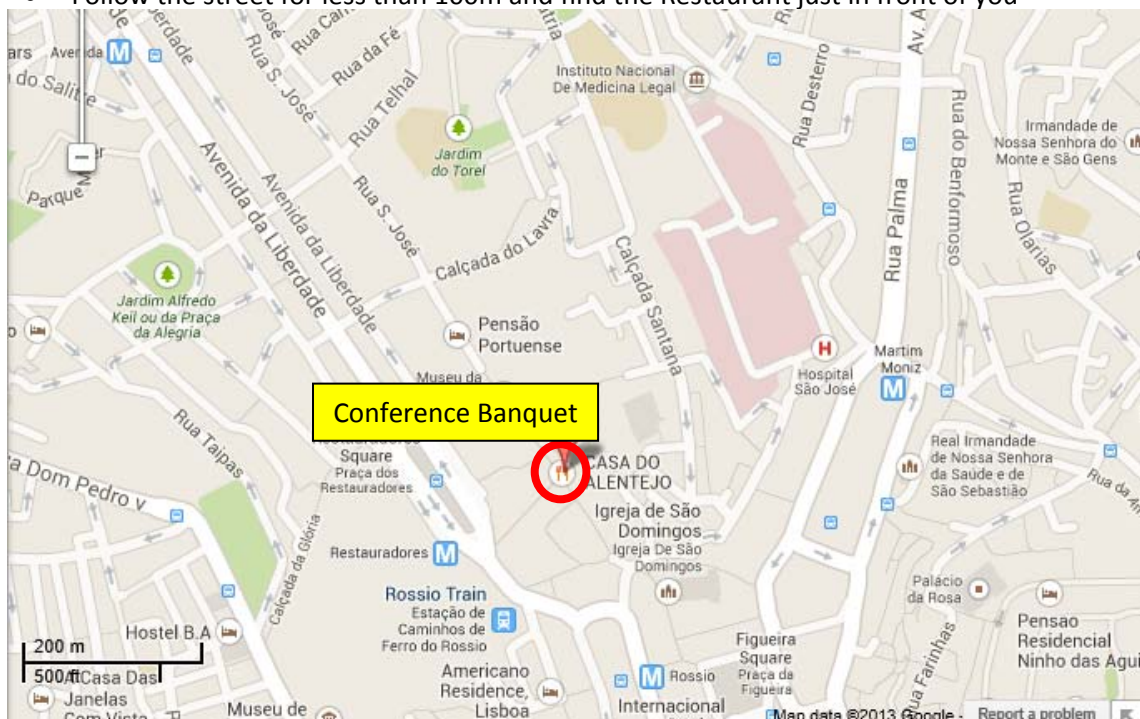 • Follow the street for less than 100m and find the Restaurant just in front of you
Avenida
do Salitre
Parque
Rua S. José
Rua da Fé
Rua Telhal
Instituto Nacional
De Medicina Legal
Rua Desterro
Av. A
Rua do Benformoso
Irmandade de
Nossa Senhora do
Monte e São Gens
Jardim
do Torel
Avenida da Liberdade
Avenida da Liberdade
Rua S. José
Calçada do Lavra
Calçada Santana
Rua Palma
Rua Olarias
Jardim Alfredo
Keil ou da Praça
da Alegria
Pensão
Portuense
H
Hospital
São José
Martim
Moniz
M
Museu da
Conference Banquet
Rua Taipas
Square
Praça dos
Restauradores
CASA DO
ALENTEJO
Real Irmandade
de Nossa Senhora
da Saúde e de
São Sebastião
Rua da
Dom Pedro V
Igreja de São
Domingos
Igreja De São
Domingos
Calçada da Glória
Restauradores M
Rossio Train
Estação de
Caminhos de
Ferro do Rossio
Palácio
da Rosa
Hostel B.A
Pensao
Residencial
Ninho das Agui
200 m
500 ft
Casa Das
Janelas
Com Vista
Museu de
Americano
Residence,
Lisboa
M Rossio
Internacional
Figueira
Square
Praça da
Figueira
ua Farinhas
Map data ©2013 Google -
Report a problem